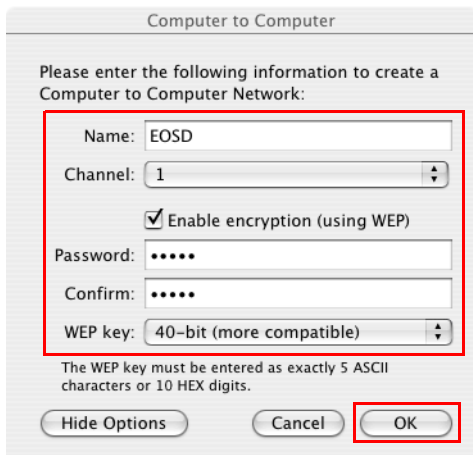 Computer to Computer
Please enter the following information to create a
Computer to Computer Network:
Name: EOSD
Channel: 1
Enable encryption (using WEP)
Password: •••••
Confirm: •••••
WEP key: 40-bit (more compatible)
The WEP key must be entered as exactly 5 ASCII
characters or 10 HEX digits.
Hide Options Cancel OK